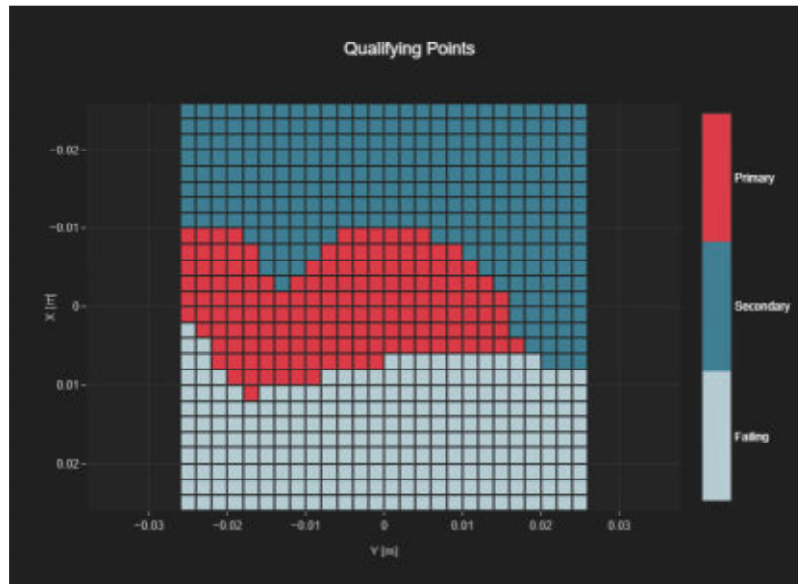 Qualifying Points
−0.02
−0.01
0
0.01
0.02
X [m]
−0.03
−0.02
−0.01
0
0.01
0.02
0.03
Y [m]
Primary
Secondary
Failing